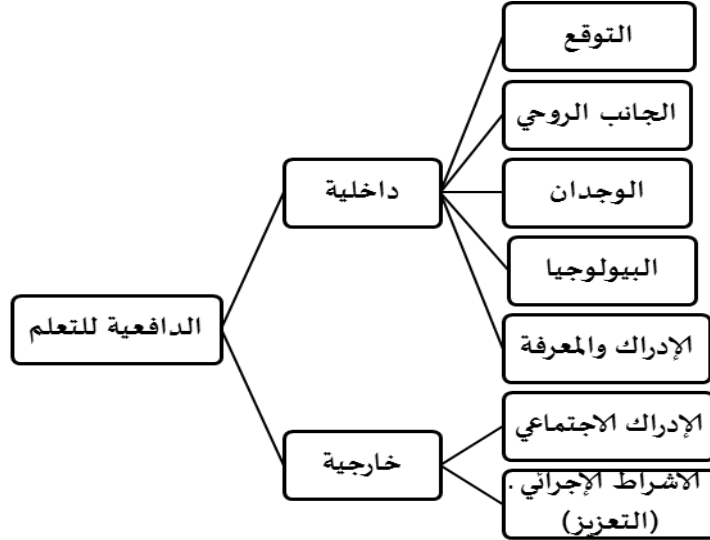 التوقع
الجانب الروحي
داخلية
الوجدان
البيولوجيا
الدافعية للتعلم
الإدراك والمعرفة
الإدراك الاجتماعي
خارجية
الاشراط الإجرائي .
(التعزيز)